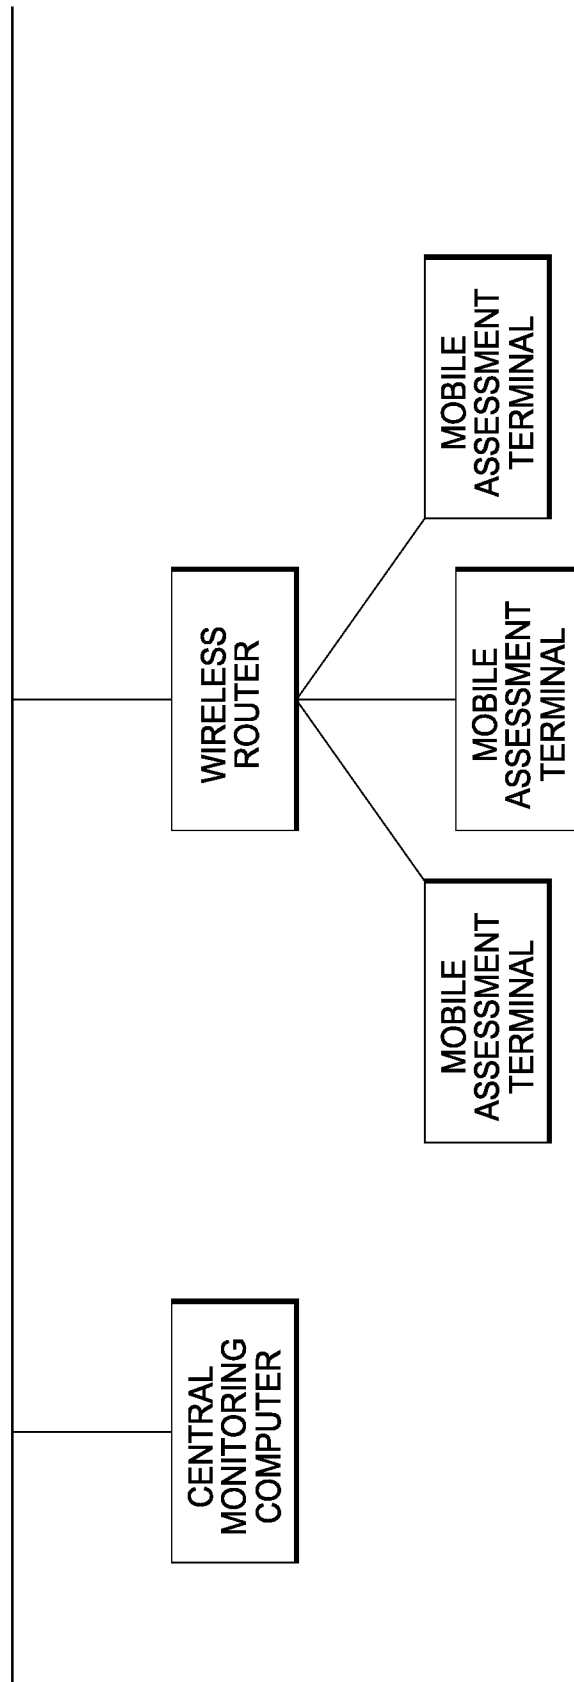 CENTRAL
MONITORING
COMPUTER
WIRELESS
ROUTER
MOBILE
ASSESSMENT
TERMINAL
MOBILE
ASSESSMENT
TERMINAL
MOBILE
ASSESSMENT
TERMINAL